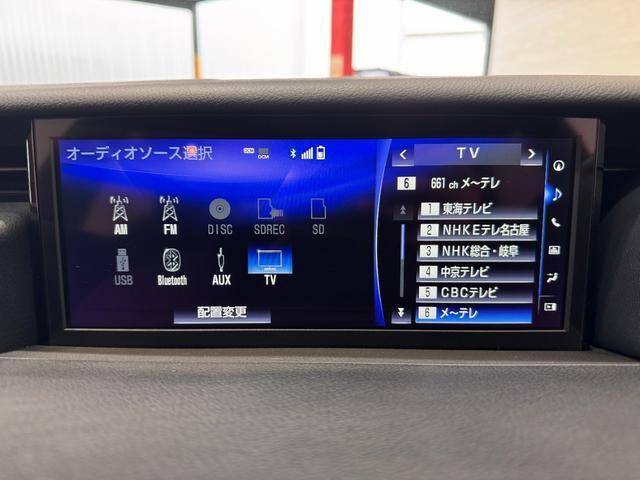 オーディオソース選択
DCM
AM
FM
DISC
SDREC
SD
USB
Bluetooth
AUX
TV
配置変更
TV
6 661 ch メ~テレ
1 東海テレビ
2 NHKEテレ名古屋
3 NHK総合・岐阜
4 中京テレビ
5 CBCテレビ
6 メ~テレ